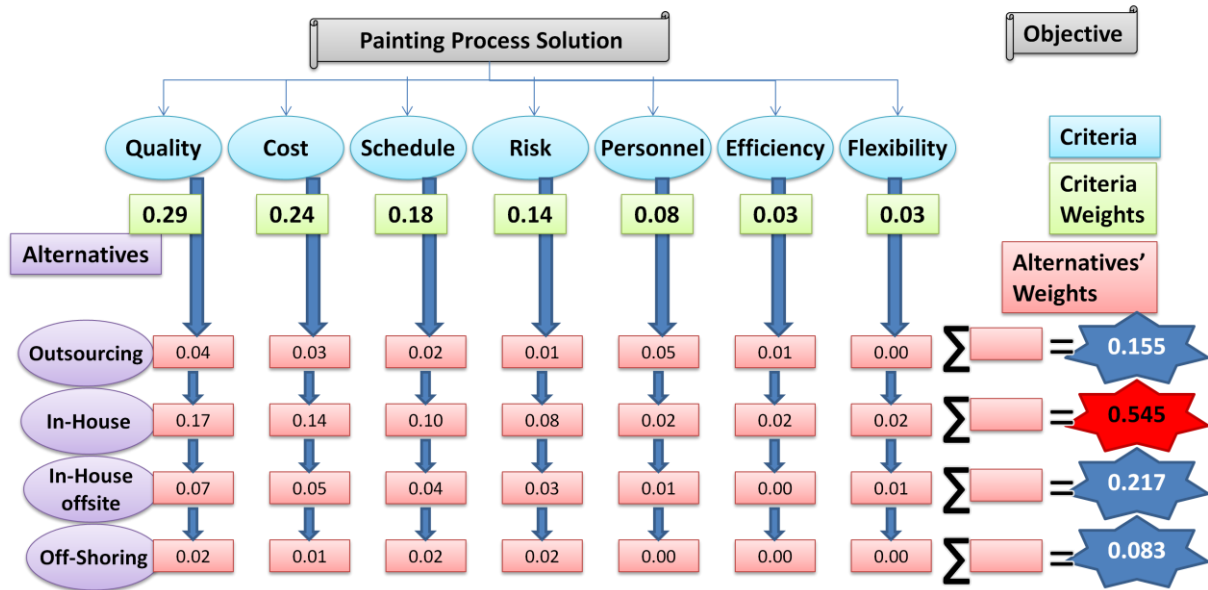 Painting Process Solution
Objective
Quality
Cost
Schedule
Risk
Personnel
Efficiency
Flexibility
Criteria
0.29
0.24
0.18
0.14
0.08
0.03
0.03
Criteria
Weights
Alternatives
Alternatives'
Weights
Outsourcing
0.04
0.03
0.02
0.01
0.05
0.01
0.00
∑
=
0.155
In-House
0.17
0.14
0.10
0.08
0.02
0.02
0.02
∑
=
0.545
In-House
offsite
0.07
0.05
0.04
0.03
0.01
0.00
0.01
∑
=
0.217
Off-Shoring
0.02
0.01
0.02
0.02
0.00
0.00
0.00
∑
=
0.083